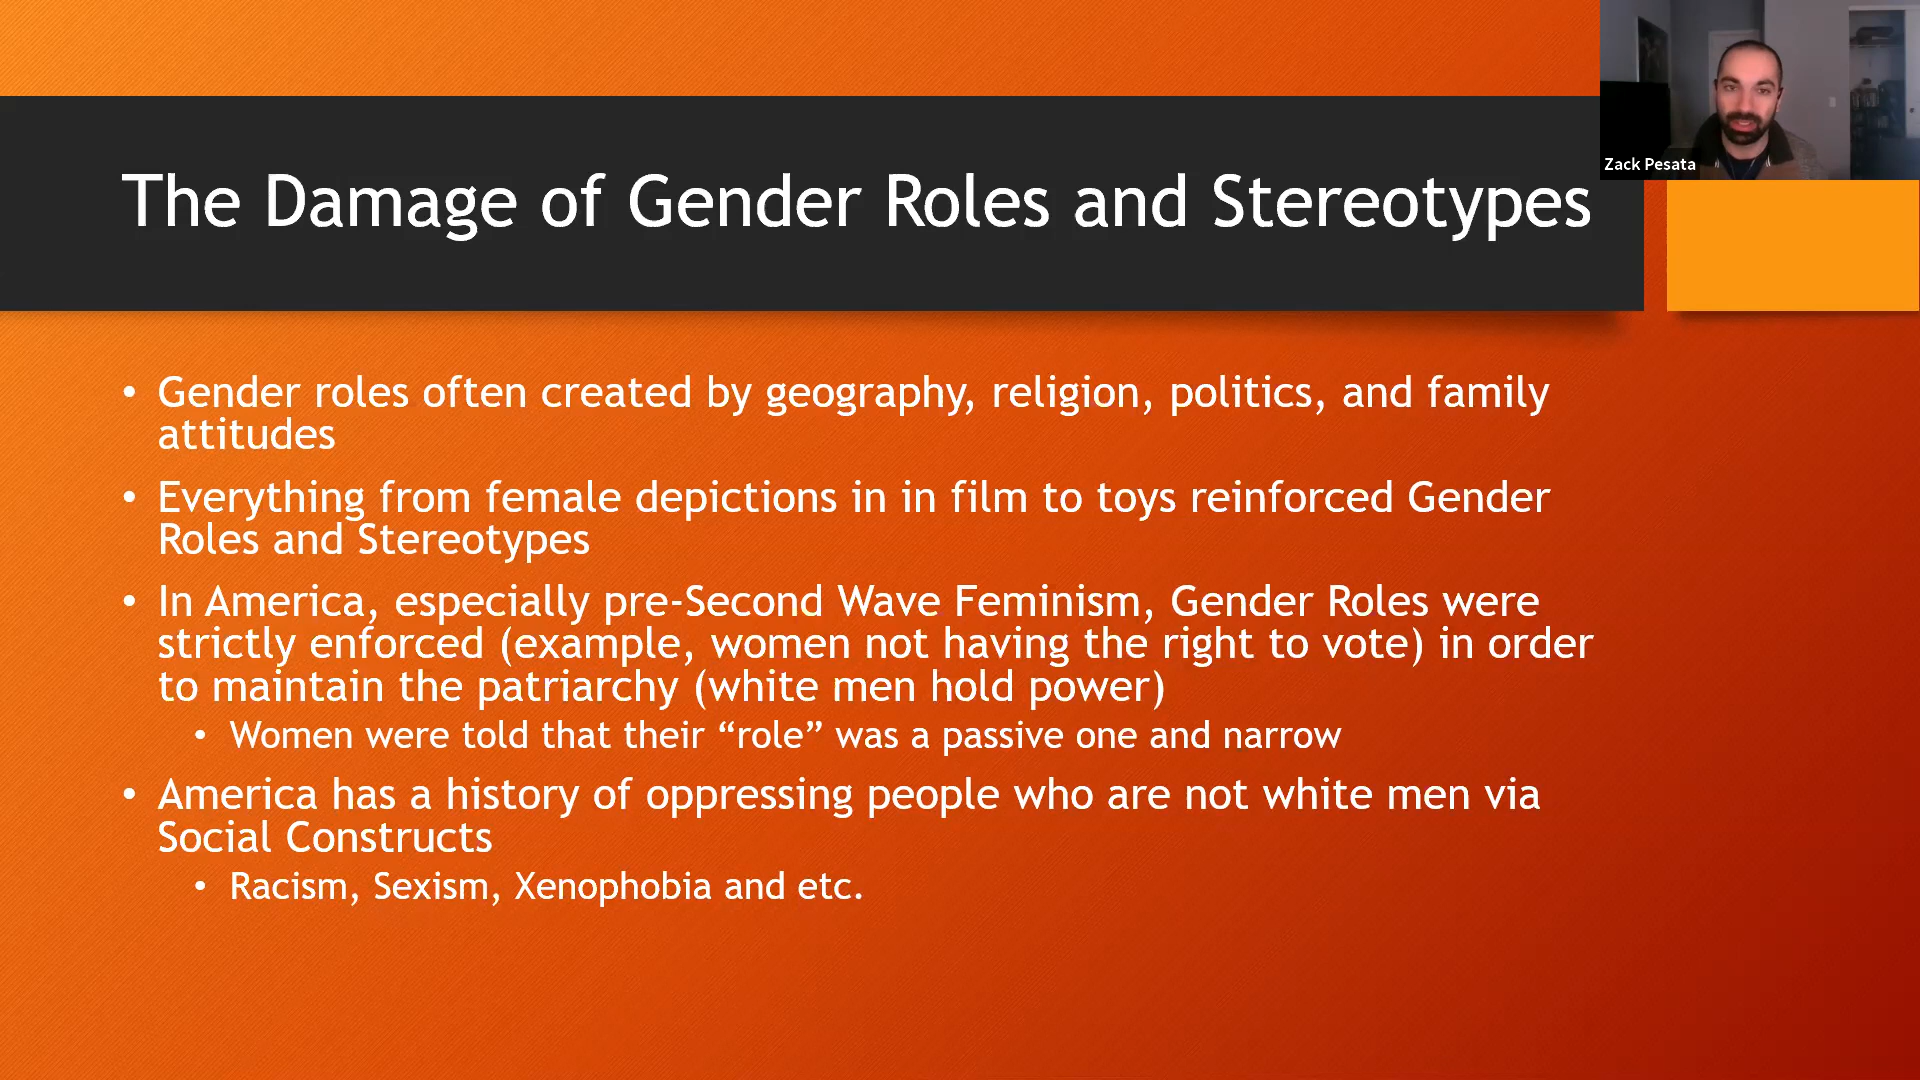 Zack Pesata
The Damage of Gender Roles and Stereotypes
• Gender roles often created by geography, religion, politics, and family
attitudes
• Everything from female depictions in in film to toys reinforced Gender
Roles and Stereotypes
• In America, especially pre-Second Wave Feminism, Gender Roles were
strictly enforced (example, women not having the right to vote) in order
to maintain the patriarchy (white men hold power)
• Women were told that their “role” was a passive one and narrow
• America has a history of oppressing people who are not white men via
Social Constructs
• Racism, Sexism, Xenophobia and etc.